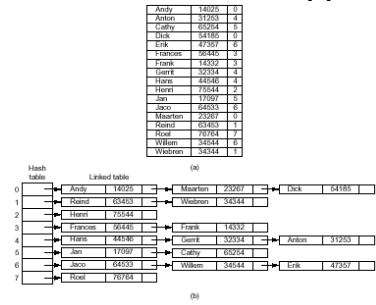 Andy 14025 0
Anton 31253 4
Cathy 65254 5
Dick 54185 0
Erik 47357 6
Frances 56445 3
Frank 14332 3
Gerrit 32334 4
Hans 44546 4
Henri 75544 2
Jan 17097 5
Jaco 64533 6
Maarten 23267 0
Reind 63453 1
Roel 76764 7
Willem 34544 6
Wiebren 34344 1
(a)
Hash
table Linked table
0 Andy 14025 Maarten 23267 Dick 54185
1 Reind 63453 Wiebren 34344
2 Henri 75544
3 Frances 56445 Frank 14332
4 Hans 44546 Gerrit 32334 Anton 31253
5 Jan 17097 Cathy 65254
6 Jaco 64533 Willem 34544 Erik 47357
7 Roel 76764
(b)